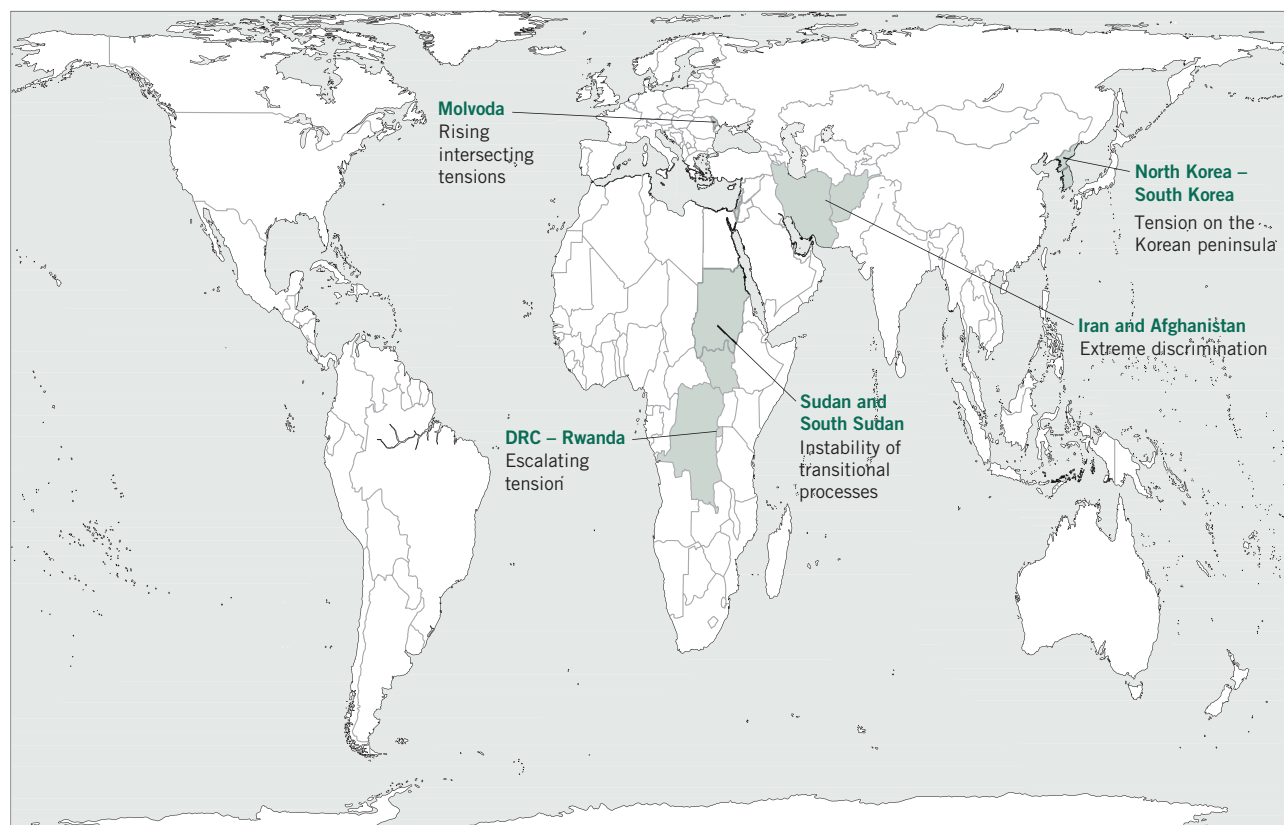 Molvoda
Rising
intersecting
tensions
North Korea –
South Korea
Tension on the
Korean peninsula
Iran and Afghanistan
Extreme discrimination
Sudan and
South Sudan
Instability of
transitional
processes
DRC – Rwanda
Escalating
tension